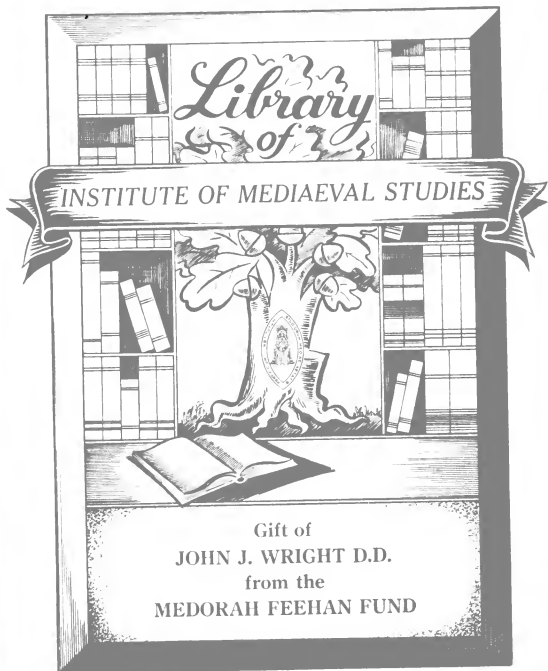 Library
of
INSTITUTE OF MEDIAEVAL STUDIES
Gift of
JOHN J. WRIGHT D.D.
from the
MEDORAH FEEHAN FUND